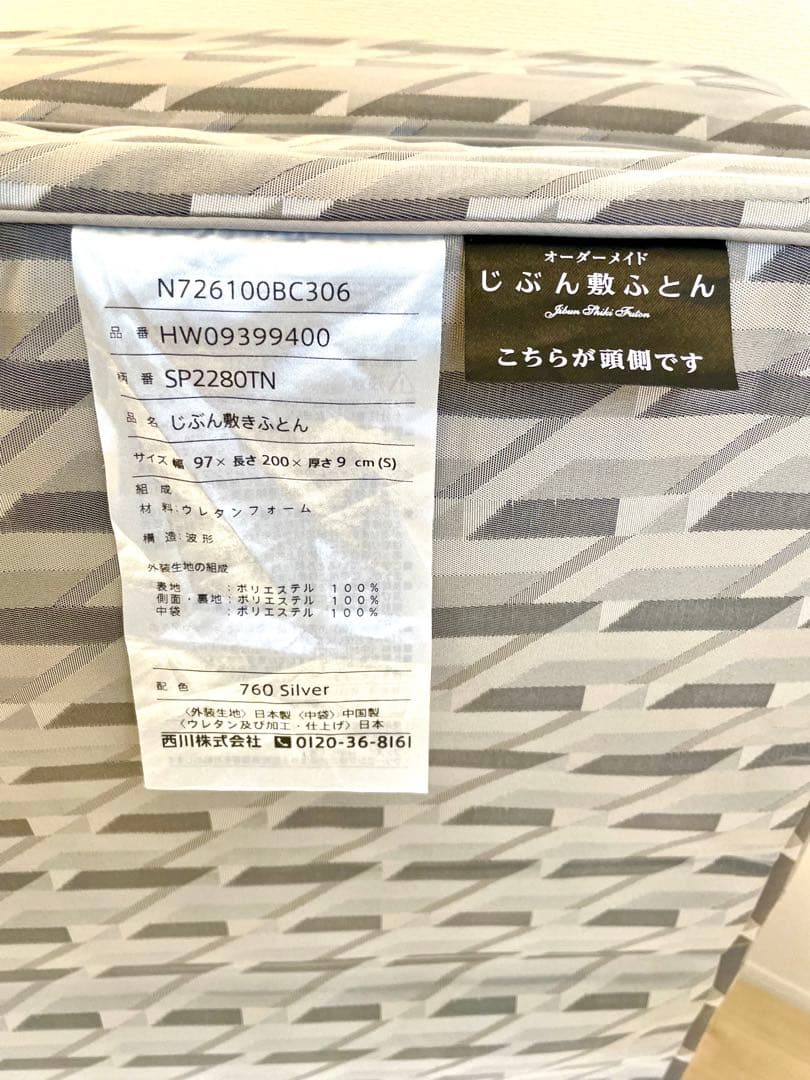 N726100BC306
品 番 HW09399400
柄 番 SP2280TN
品 名 じぶん敷きふとん
サイズ 幅 97× 長さ 200× 厚さ 9 cm (S)
組 成
材 料:ウレタンフォーム
構 造:波形
外装生地の組成
表地 :ポリエステル 100%
側面・裏地:ポリエステル 100%
中袋 :ポリエステル 100%
配 色 760 Silver
〈外装生地〉日本製〈中袋〉中国製
〈ウレタン及び加工・仕上げ〉日本
西川株式会社 0120-36-8161
オーダーメイド
じぶん敷ふとん
Jibun Shiki Futon
こちらが頭側です